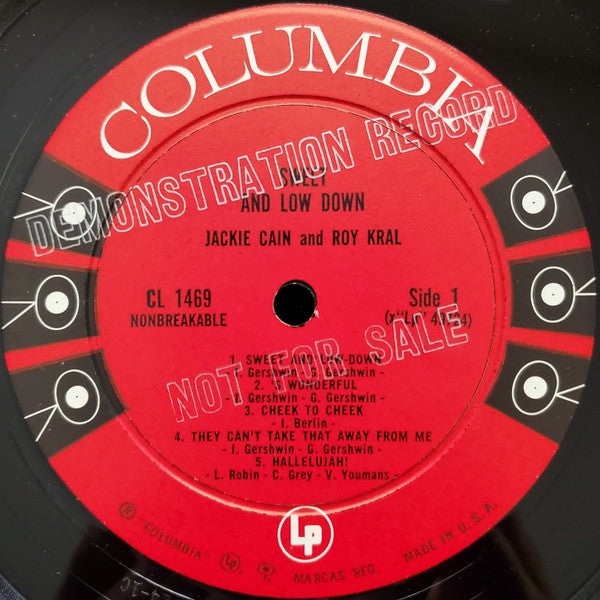 COLUMBIA
DEMONSTRATION RECORD
SWEET
AND LOW DOWN
JACKIE CAIN and ROY KRAL
CL 1469
NONBREAKABLE
Side 1
(x"Lp" 49124)
NOT FOR SALE
1. SWEET AND LOW-DOWN
- I. Gershwin - G. Gershwin -
2. 'S WONDERFUL
- I. Gershwin - G. Gershwin -
3. CHEEK TO CHEEK
- I. Berlin -
4. THEY CAN'T TAKE THAT AWAY FROM ME
- I. Gershwin - G. Gershwin -
5. HALLELUJAH!
- L. Robin - C. Grey - V. Youmans -
Lp
® "COLUMBIA" Lp MARCAS REG. MADE IN U.S.A.